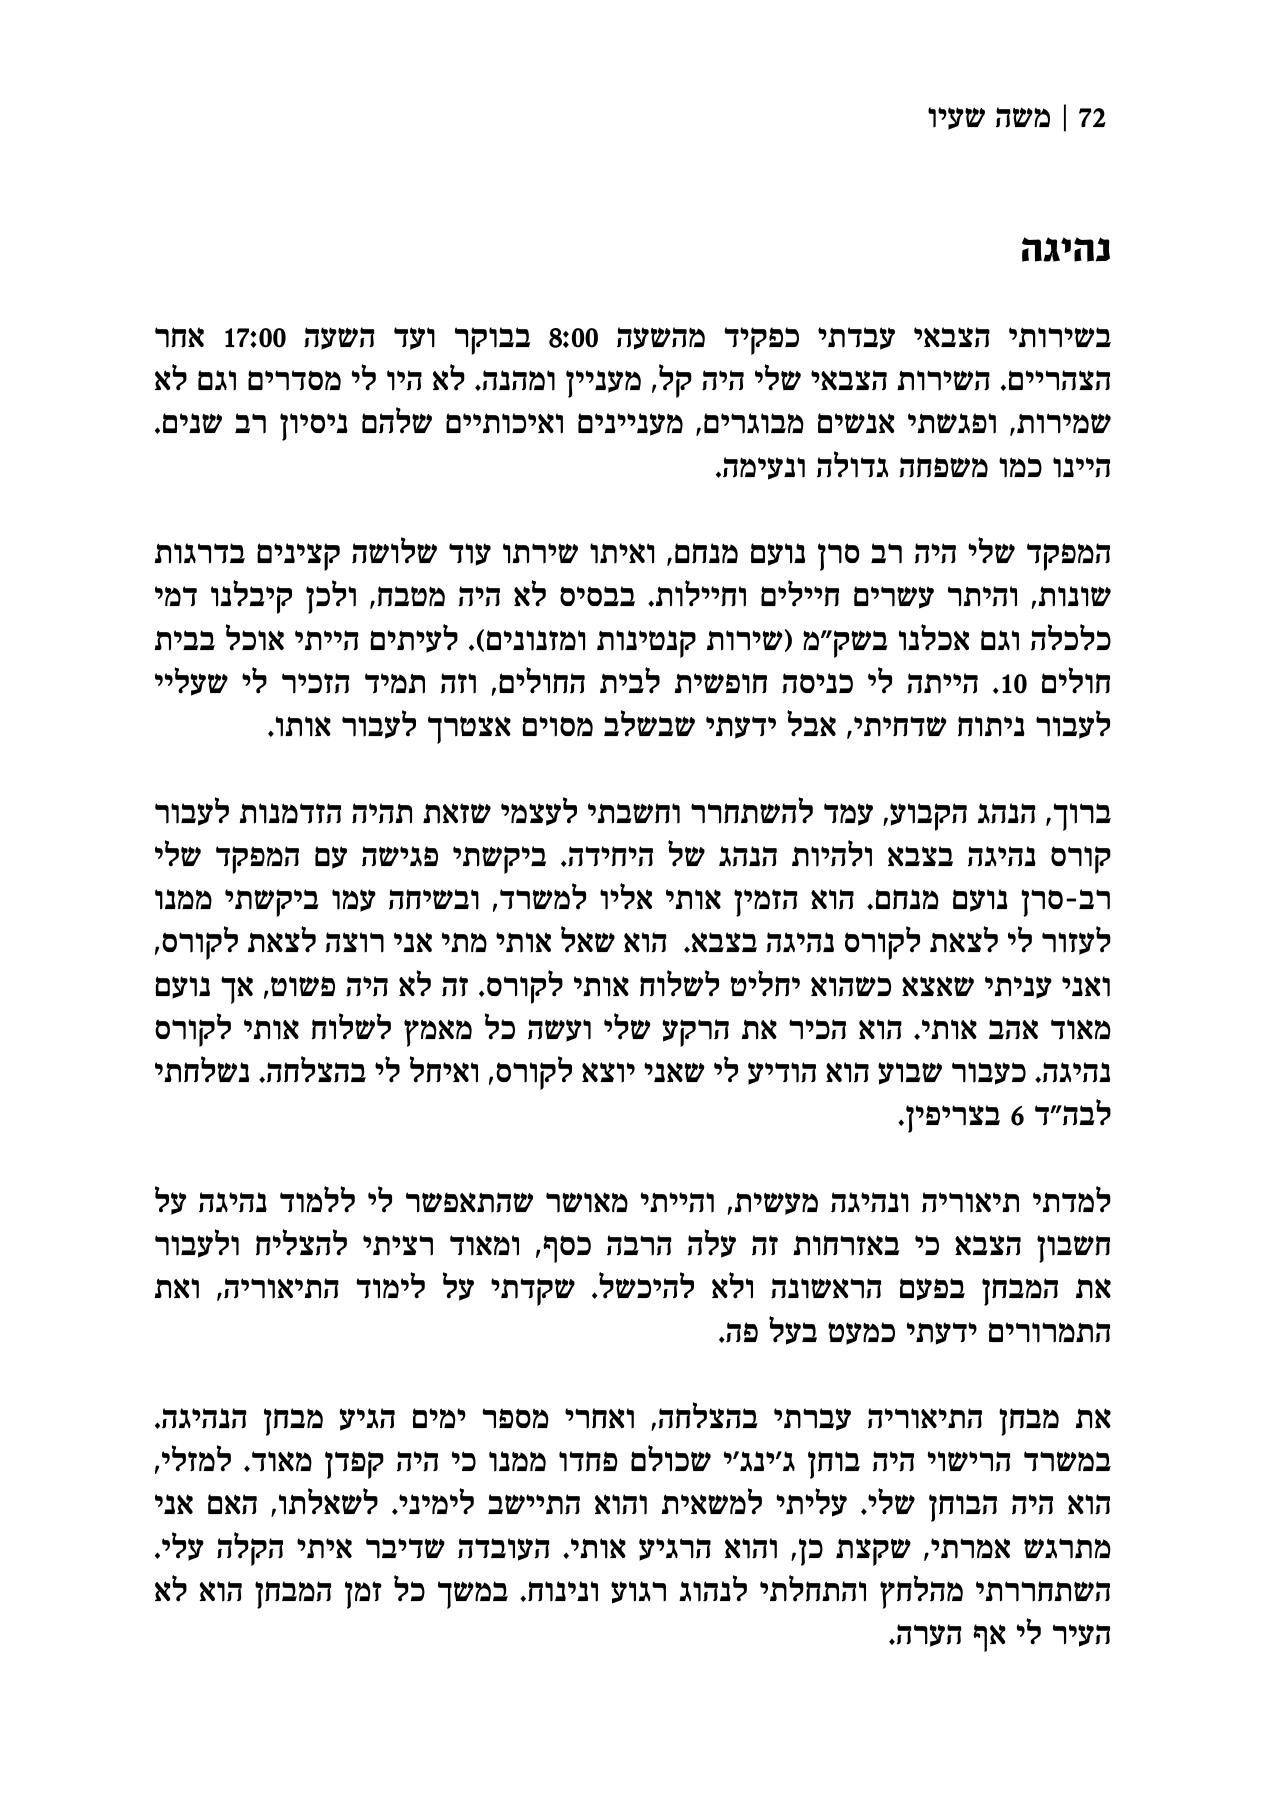 72 | משה שעיו
נהיגה
בשירותי הצבאי עבדתי כפקיד מהשעה 8:00 בבוקר ועד השעה 17:00 אחר
הצהריים. השירות הצבאי שלי היה קל, מעניין ומהנה. לא היו לי מסדרים וגם לא
שמירות, ופגשתי אנשים מבוגרים, מעניינים ואיכותיים שלהם ניסיון רב שנים.
היינו כמו משפחה גדולה ונעימה.
המפקד שלי היה רב סרן נועם מנחם, ואיתו שירתו עוד שלושה קצינים בדרגות
שונות, והיתר עשרים חיילים וחיילות. בבסיס לא היה מטבח, ולכן קיבלנו דמי
כלכלה וגם אכלנו בשק״מ (שירות קנטינות ומזנונים). לעיתים הייתי אוכל בבית
חולים 10. הייתה לי כניסה חופשית לבית החולים, וזה תמיד הזכיר לי שעליי
לעבור ניתוח שדחיתי, אבל ידעתי שבשלב מסוים אצטרך לעבור אותו.
ברוך, הנהג הקבוע, עמד להשתחרר וחשבתי לעצמי שזאת תהיה הזדמנות לעבור
קורס נהיגה בצבא ולהיות הנהג של היחידה. ביקשתי פגישה עם המפקד שלי
רב-סרן נועם מנחם. הוא הזמין אותי אליו למשרד, ובשיחה עמו ביקשתי ממנו
לעזור לי לצאת לקורס נהיגה בצבא. הוא שאל אותי מתי אני רוצה לצאת לקורס,
ואני עניתי שאצא כשהוא יחליט לשלוח אותי לקורס. זה לא היה פשוט, אך נועם
מאוד אהב אותי. הוא הכיר את הרקע שלי ועשה כל מאמץ לשלוח אותי לקורס
נהיגה. כעבור שבוע הוא הודיע לי שאני יוצא לקורס, ואיחל לי בהצלחה. נשלחתי
לבה״ד 6 בצריפין.
למדתי תיאוריה ונהיגה מעשית, והייתי מאושר שהתאפשר לי ללמוד נהיגה על
חשבון הצבא כי באזרחות זה עלה הרבה כסף, ומאוד רציתי להצליח ולעבור
את המבחן בפעם הראשונה ולא להיכשל. שקדתי על לימוד התיאוריה, ואת
התמרורים ידעתי כמעט בעל פה.
את מבחן התיאוריה עברתי בהצלחה, ואחרי מספר ימים הגיע מבחן הנהיגה.
במשרד הרישוי היה בוחן ג׳ינג׳י שכולם פחדו ממנו כי היה קפדן מאוד. למזלי,
הוא היה הבוחן שלי. עליתי למשאית והוא התיישב לימיני. לשאלתו, האם אני
מתרגש אמרתי, שקצת כן, והוא הרגיע אותי. העובדה שדיבר איתי הקלה עלי.
השתחררתי מהלחץ והתחלתי לנהוג רגוע ונינוח. במשך כל זמן המבחן הוא לא
העיר לי אף הערה.